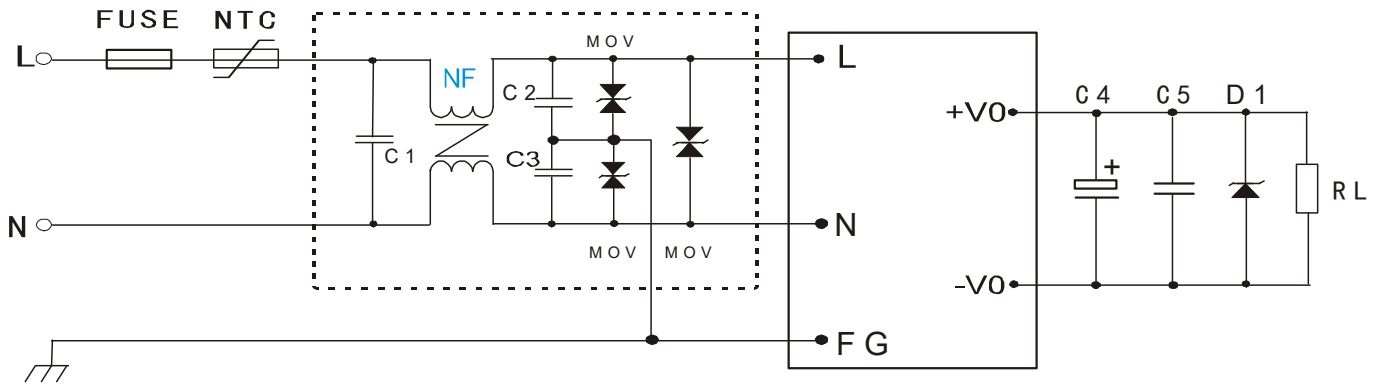 FUSE NTC
MOV
L
L
NF
C2
C4 C5 D1
+V0
C1
C3
+
RL
N
N
MOV MOV
-V0
FG